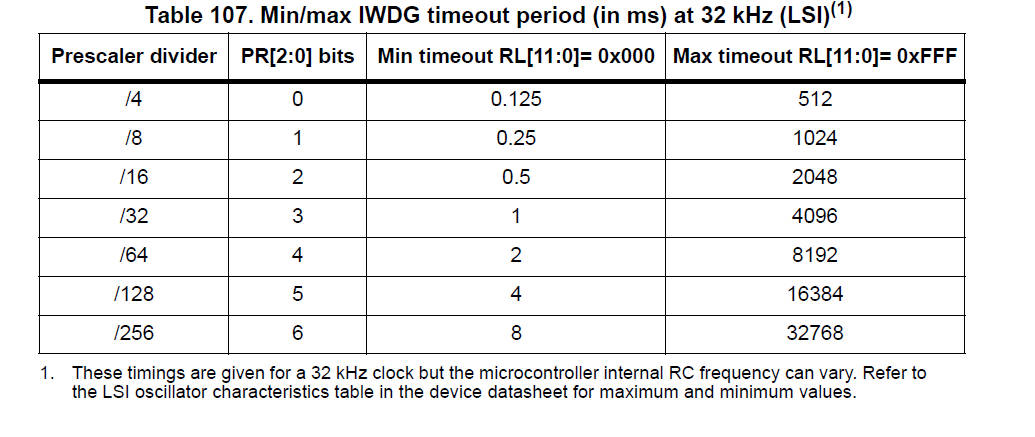 Table 107. Min/max IWDG timeout period (in ms) at 32 kHz (LSI)(1)
Prescaler divider PR[2:0] bits Min timeout RL[11:0]= 0x000 Max timeout RL[11:0]= 0xFFF
/4 0 0.125 512
/8 1 0.25 1024
/16 2 0.5 2048
/32 3 1 4096
/64 4 2 8192
/128 5 4 16384
/256 6 8 32768
1. These timings are given for a 32 kHz clock but the microcontroller internal RC frequency can vary. Refer to
the LSI oscillator characteristics table in the device datasheet for maximum and minimum values.